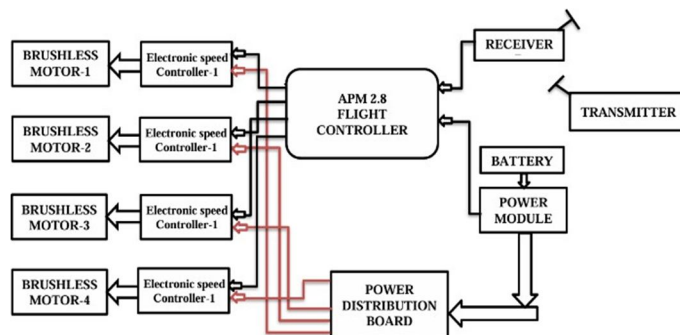 BRUSHLESS
MOTOR-1
Electronic speed
Controller-1
RECEIVER
APM 2.8
FLIGHT
CONTROLLER
TRANSMITTER
BRUSHLESS
MOTOR-2
Electronic speed
Controller-1
BATTERY
POWER
MODULE
BRUSHLESS
MOTOR-3
Electronic speed
Controller-1
BRUSHLESS
MOTOR-4
Electronic speed
Controller-1
POWER
DISTRIBUTION
BOARD